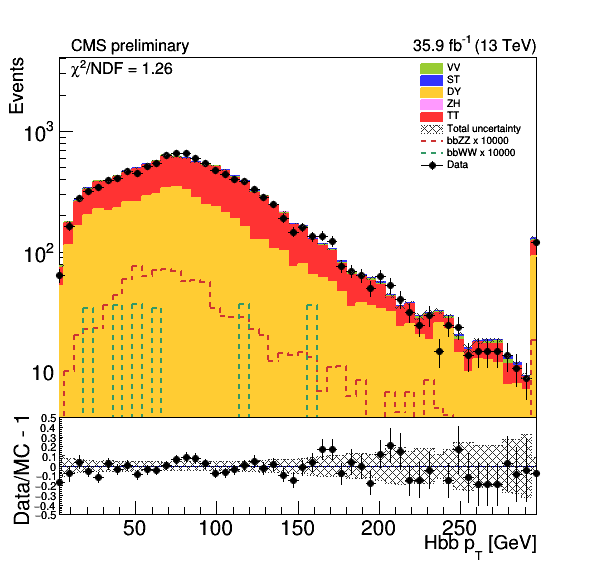 CMS preliminary 35.9 fb⁻¹ (13 TeV)
χ²/NDF = 1.26
Events
10³
10²
10
VV
ST
DY
ZH
TT
Total uncertainty
bbZZ x 10000
bbWW x 10000
Data
Data/MC - 1
0.5
0.4
0.3
0.2
0.1
0
-0.1
-0.2
-0.3
-0.4
-0.5
50 100 150 200 250
Hbb p_T [GeV]